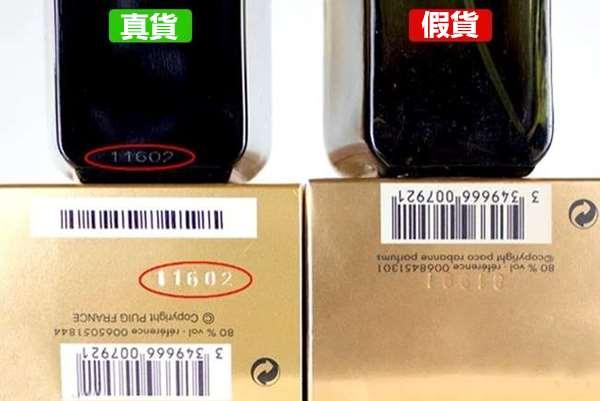 真貨
11602
11602
© Copyright PUIG FRANCE
80 % vol - référence 0065051844
3 349666 007921
假貨
3 349666 007921
©copyright paco rabanne parfums
80 % vol - référence 0068451301